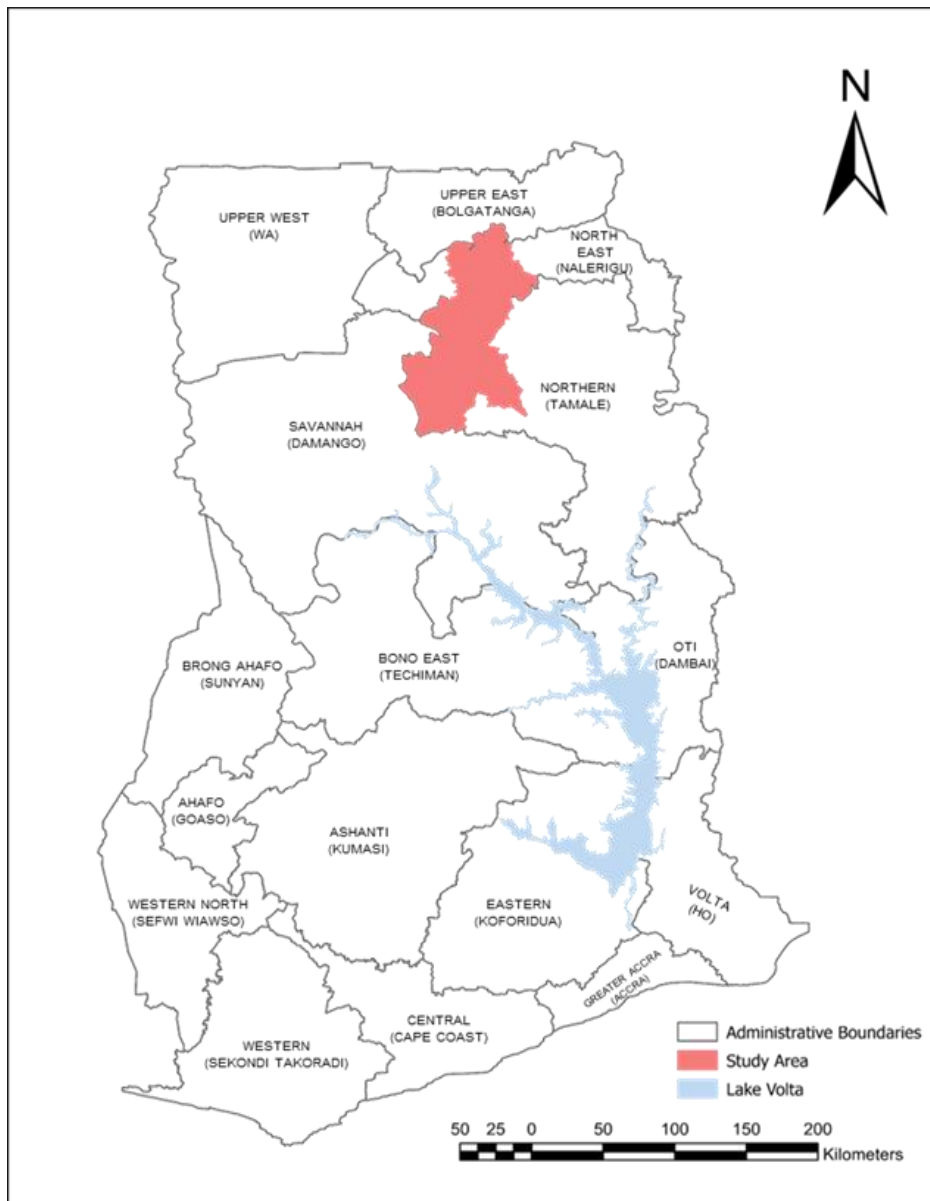 N
UPPER EAST
(BOLGATANGA)
UPPER WEST
(WA)
NORTH
EAST
(NALERIGU)
NORTHERN
(TAMALE)
SAVANNAH
(DAMANGO)
OTI
(DAMBAI)
BONO EAST
(TECHIMAN)
BRONG AHAFO
(SUNYAN)
AHAFO
(GOASO)
ASHANTI
(KUMASI)
WESTERN NORTH
(SEFWI WIAWSO)
EASTERN
(KOFORIDUA)
VOLTA
(HO)
GREATER ACCRA
(ACCRA)
CENTRAL
(CAPE COAST)
WESTERN
(SEKONDI TAKORADI)
Administrative Boundaries
Study Area
Lake Volta
50 25 0 50 100 150 200
Kilometers